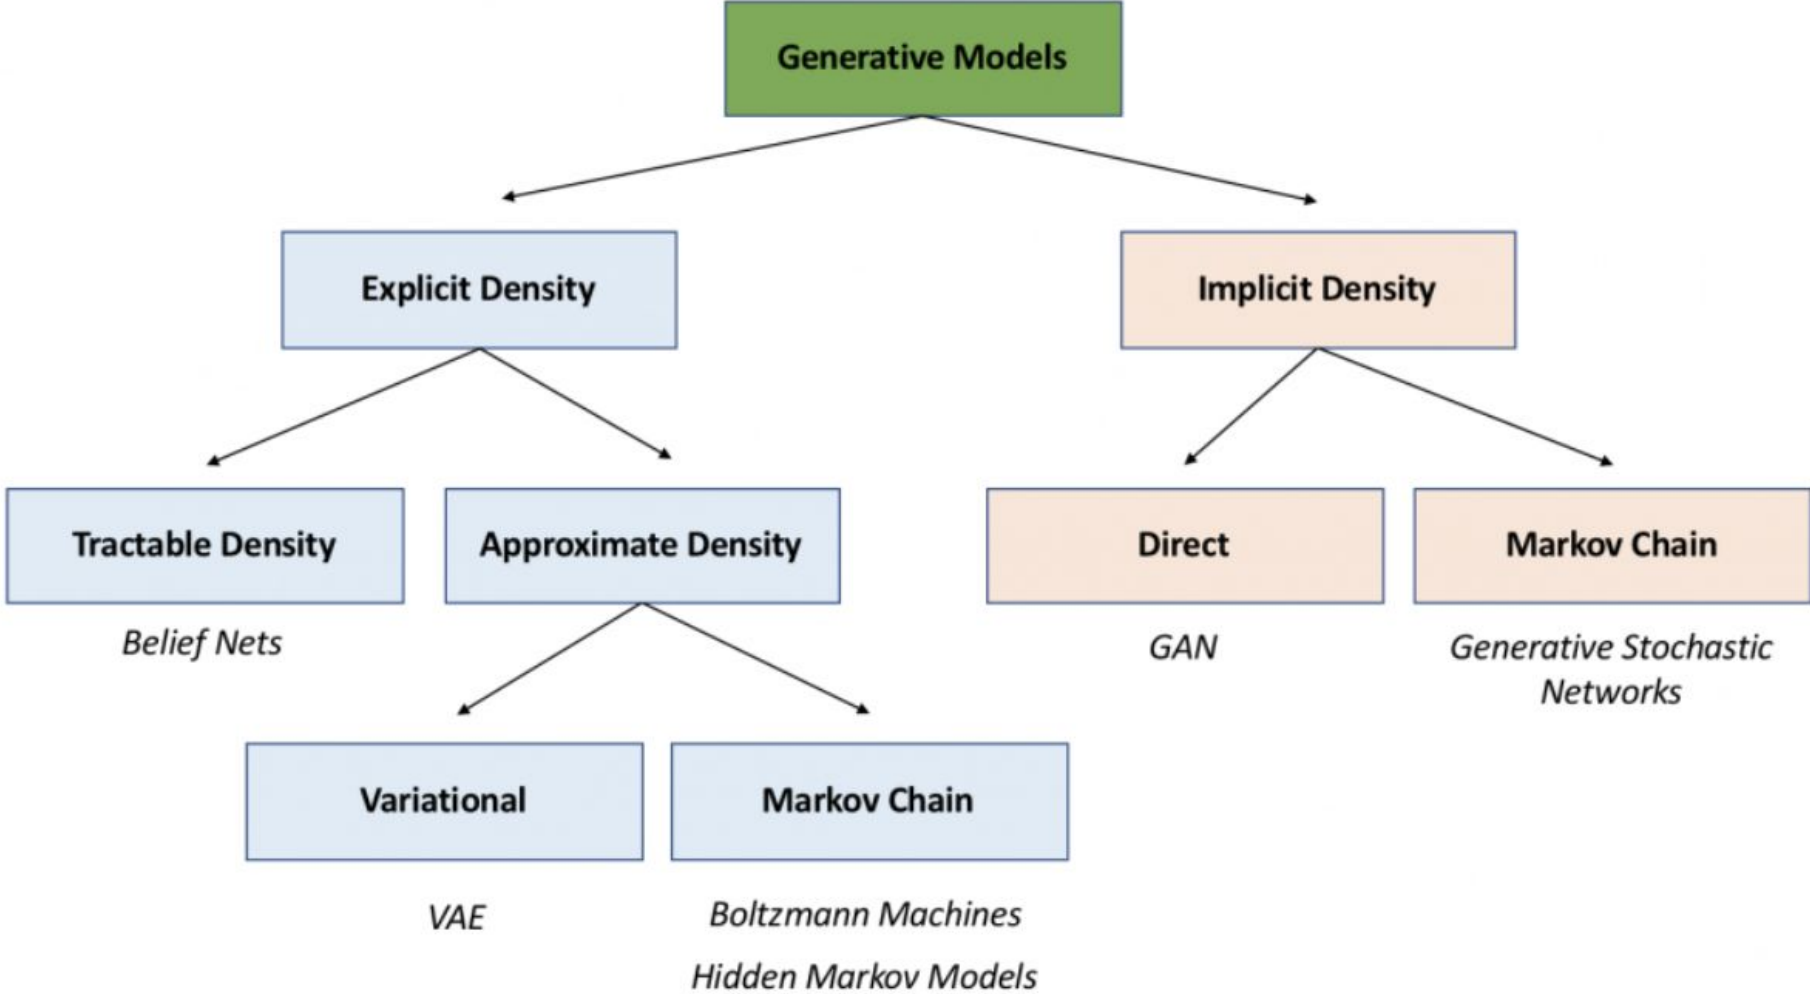 Generative Models
Explicit Density
Implicit Density
Tractable Density
Approximate Density
Direct
Markov Chain
Belief Nets
GAN
Generative Stochastic
Networks
Variational
Markov Chain
VAE
Boltzmann Machines
Hidden Markov Models